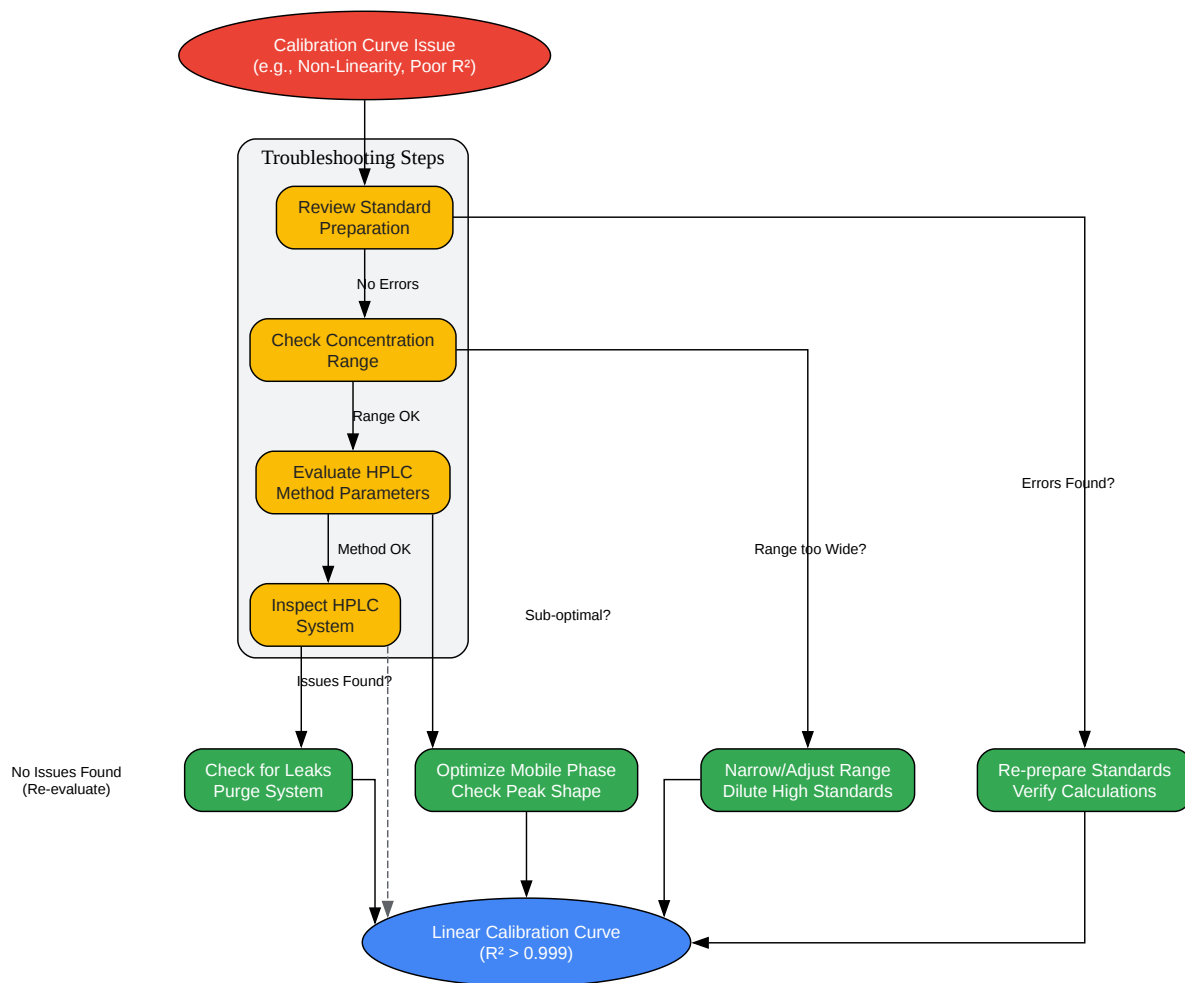 Calibration Curve Issue
(e.g., Non-Linearity, Poor R²)
Troubleshooting Steps
Review Standard
Preparation
No Errors
Check Concentration
Range
Range OK
Evaluate HPLC
Method Parameters
Errors Found?
Method OK
Range too Wide?
Inspect HPLC
System
Sub-optimal?
Issues Found?
No Issues Found
(Re-evaluate)
Check for Leaks
Purge System
Optimize Mobile Phase
Check Peak Shape
Narrow/Adjust Range
Dilute High Standards
Re-prepare Standards
Verify Calculations
Linear Calibration Curve
(R² > 0.999)